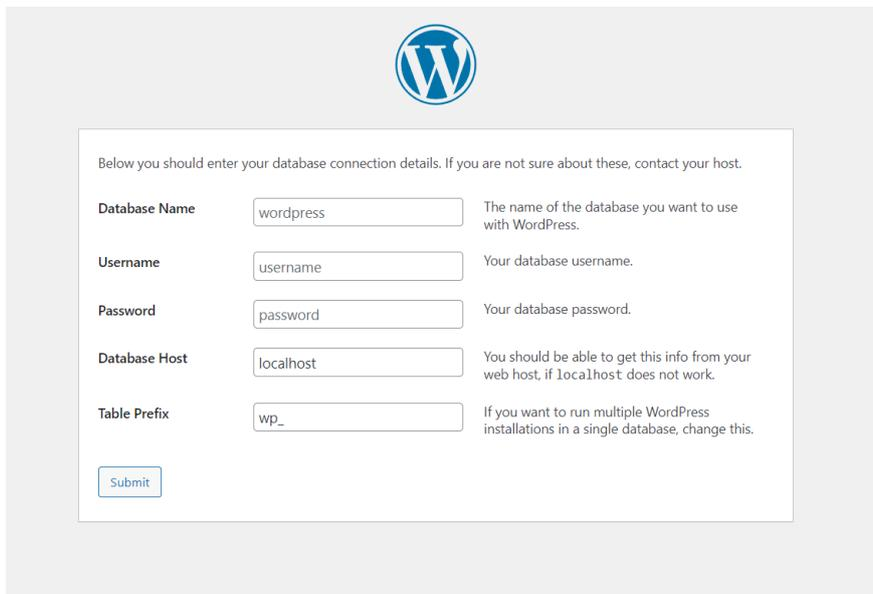 Below you should enter your database connection details. If you are not sure about these, contact your host.
Database Name
wordpress
The name of the database you want to use
with WordPress.
Username
username
Your database username.
Password
password
Your database password.
Database Host
localhost
You should be able to get this info from your
web host, if localhost does not work.
Table Prefix
wp_
If you want to run multiple WordPress
installations in a single database, change this.
Submit